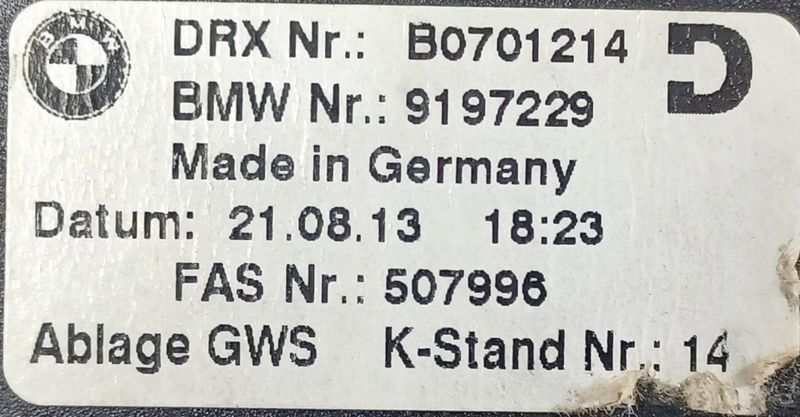 BMW
DRX Nr.: B0701214
BMW Nr.: 9197229
Made in Germany
Datum: 21.08.13 18:23
FAS Nr.: 507996
Ablage GWS K-Stand Nr.: 14